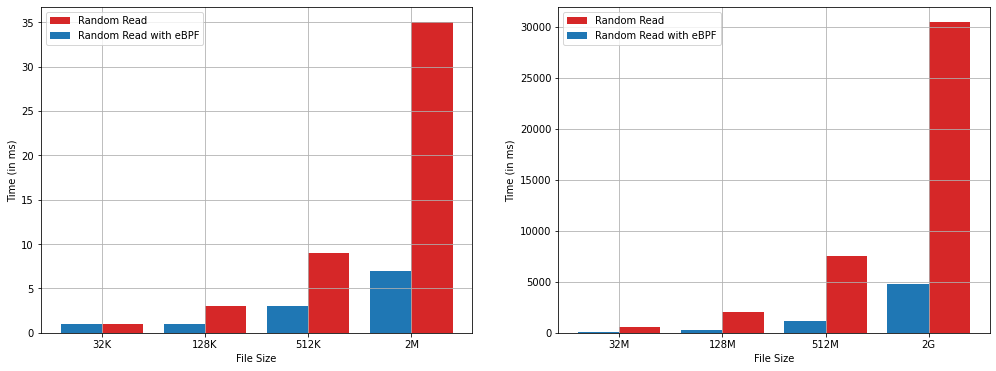 Random Read
Random Read with eBPF
Time (in ms)
35
30
25
20
15
10
5
0
32K
128K
512K
2M
File Size
Random Read
Random Read with eBPF
Time (in ms)
30000
25000
20000
15000
10000
5000
0
32M
128M
512M
2G
File Size